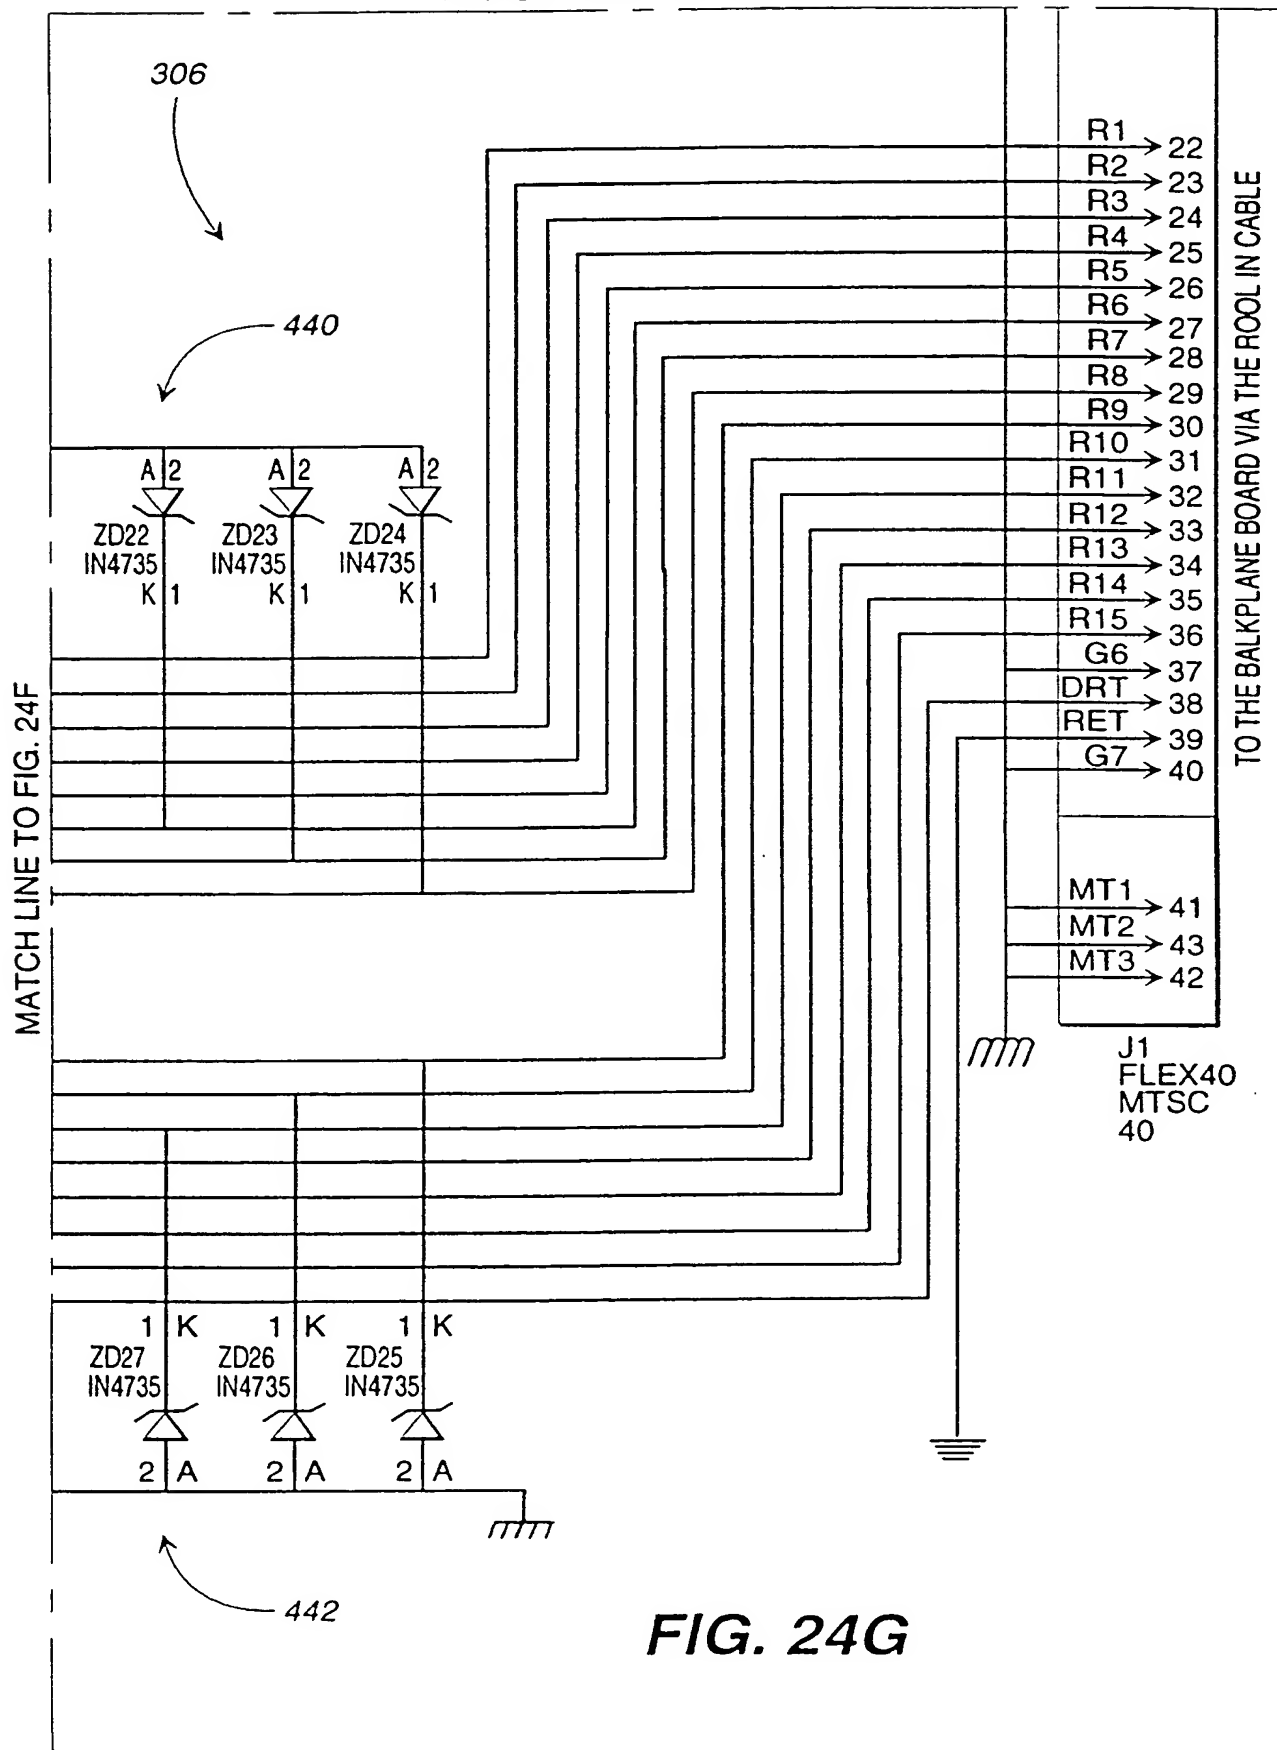 306
R1 22
R2 23
R3 24
R4 25
R5 26
R6 27
R7 28
R8 29
R9 30
R10 31
R11 32
R12 33
R13 34
R14 35
R15 36
G6 37
DRT 38
RET 39
G7 40
MT1 41
MT2 43
MT3 42
TO THE BALKPLANE BOARD VIA THE ROOL IN CABLE
J1
FLEX40
MTSC
40
440
A 2 A 2 A 2
ZD22 ZD23 ZD24
IN4735 IN4735 IN4735
K 1 K 1 K 1
MATCH LINE TO FIG. 24F
1 K 1 K 1 K
ZD27 ZD26 ZD25
IN4735 IN4735 IN4735
2 A 2 A 2 A
442
FIG. 24G